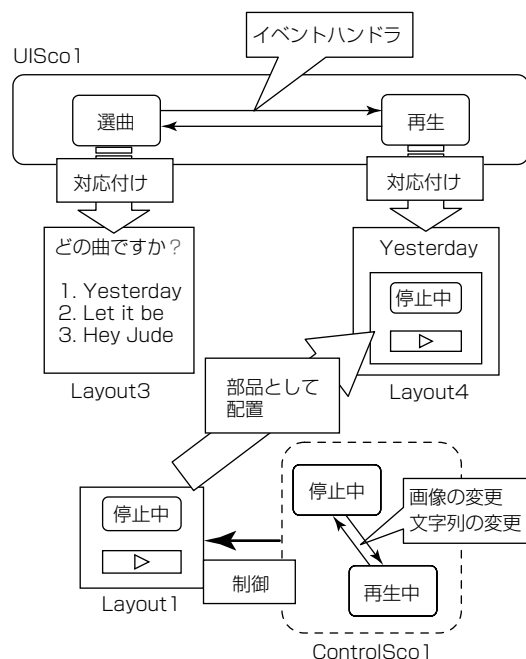 イベントハンドラ
UISco1
選曲
再生
対応付け
対応付け
どの曲ですか？
1. Yesterday
2. Let it be
3. Hey Jude
Layout3
Yesterday
停止中
Layout4
部品として
配置
停止中
Layout1
制御
停止中
画像の変更
文字列の変更
再生中
ControlSco1